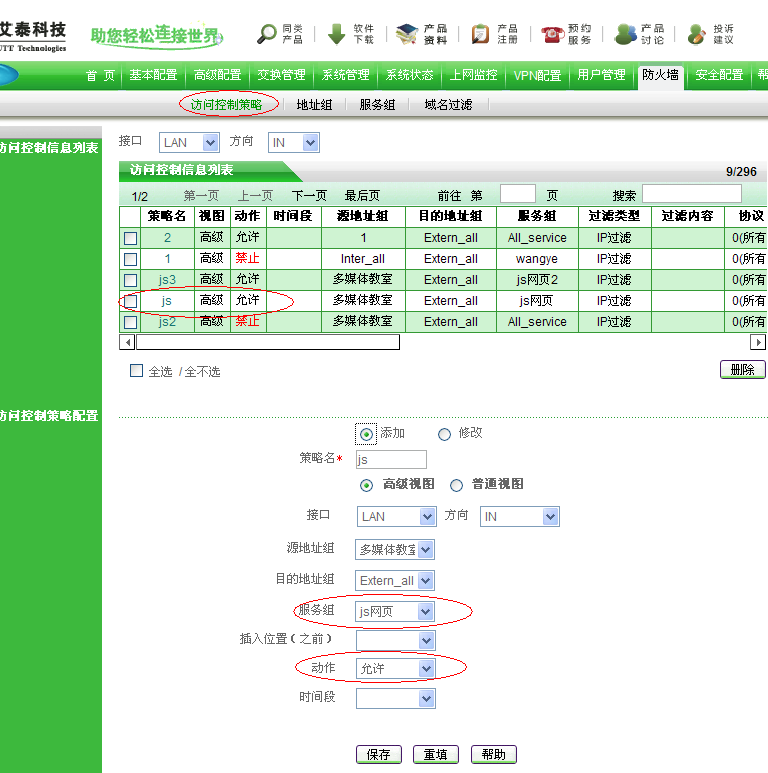 艾泰科技
UTT Technologies
助您轻松连接世界
同类产品
软件下载
产品资料
产品注册
预约服务
产品讨论
投诉建议
首 页 基本配置 高级配置 交换管理 系统管理 系统状态 上网监控 VPN配置 用户管理 防火墙 安全配置
访问控制策略 地址组 服务组 域名过滤
访问控制信息列表
接口 LAN 方向 IN
访问控制信息列表 9/296
1/2 第一页 上一页 下一页 最后页 前往 第 页 搜索
策略名 视图 动作 时间段 源地址组 目的地址组 服务组 过滤类型 过滤内容 协议
2 高级 允许 1 Extern_all All_service IP过滤 0(所有
1 高级 禁止 Inter_all Extern_all wangye IP过滤 0(所有
js3 高级 允许 多媒体教室 Extern_all js网页2 IP过滤 0(所有
js 高级 允许 多媒体教室 Extern_all js网页 IP过滤 0(所有
js2 高级 禁止 多媒体教室 Extern_all All_service IP过滤 0(所有
全选 / 全不选 删除
访问控制策略配置
添加 修改
策略名* js
高级视图 普通视图
接口 LAN 方向 IN
源地址组 多媒体教室
目的地址组 Extern_all
服务组 js网页
插入位置(之前)
动作 允许
时间段
保存 重填 帮助